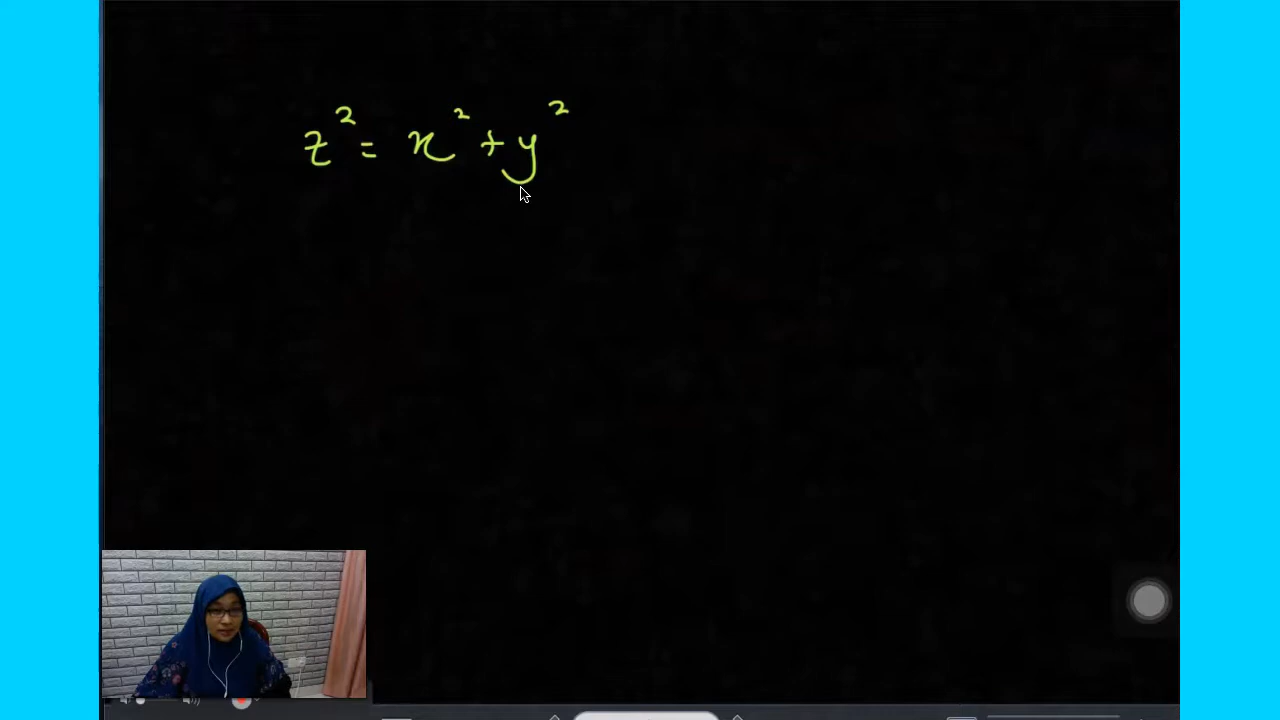 z² = x² + y²